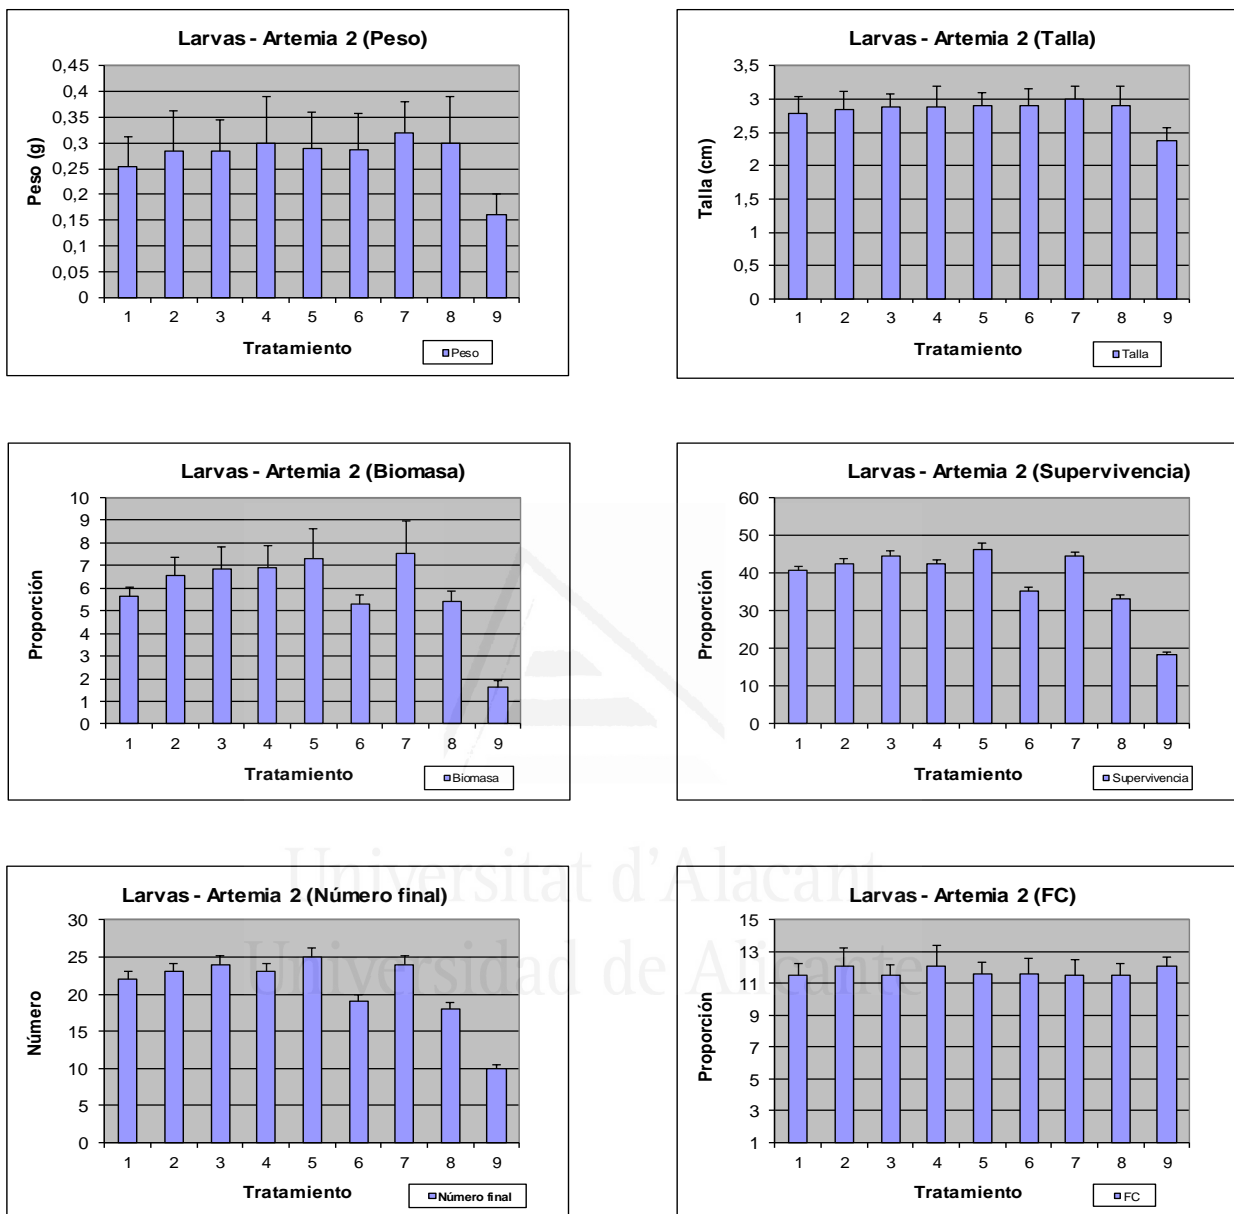 Larvas - Artemia 2 (Peso)
0,45
0,4
0,35
0,3
0,25
0,2
0,15
0,1
0,05
0
Peso (g)
1 2 3 4 5 6 7 8 9
Tratamiento
Peso
Larvas - Artemia 2 (Talla)
3,5
3
2,5
2
1,5
1
0,5
0
Talla (cm)
1 2 3 4 5 6 7 8 9
Tratamiento
Talla
Larvas - Artemia 2 (Biomasa)
10
9
8
7
6
5
4
3
2
1
0
Proporción
1 2 3 4 5 6 7 8 9
Tratamiento
Biomasa
Larvas - Artemia 2 (Supervivencia)
60
50
40
30
20
10
0
Proporción
1 2 3 4 5 6 7 8 9
Tratamiento
Supervivencia
Universitat d'Alacant
Universidad de Alicante
Larvas - Artemia 2 (Número final)
30
25
20
15
10
5
0
Número
1 2 3 4 5 6 7 8 9
Tratamiento
Número final
Larvas - Artemia 2 (FC)
15
13
11
9
7
5
3
1
Proporción
1 2 3 4 5 6 7 8 9
Tratamiento
FC